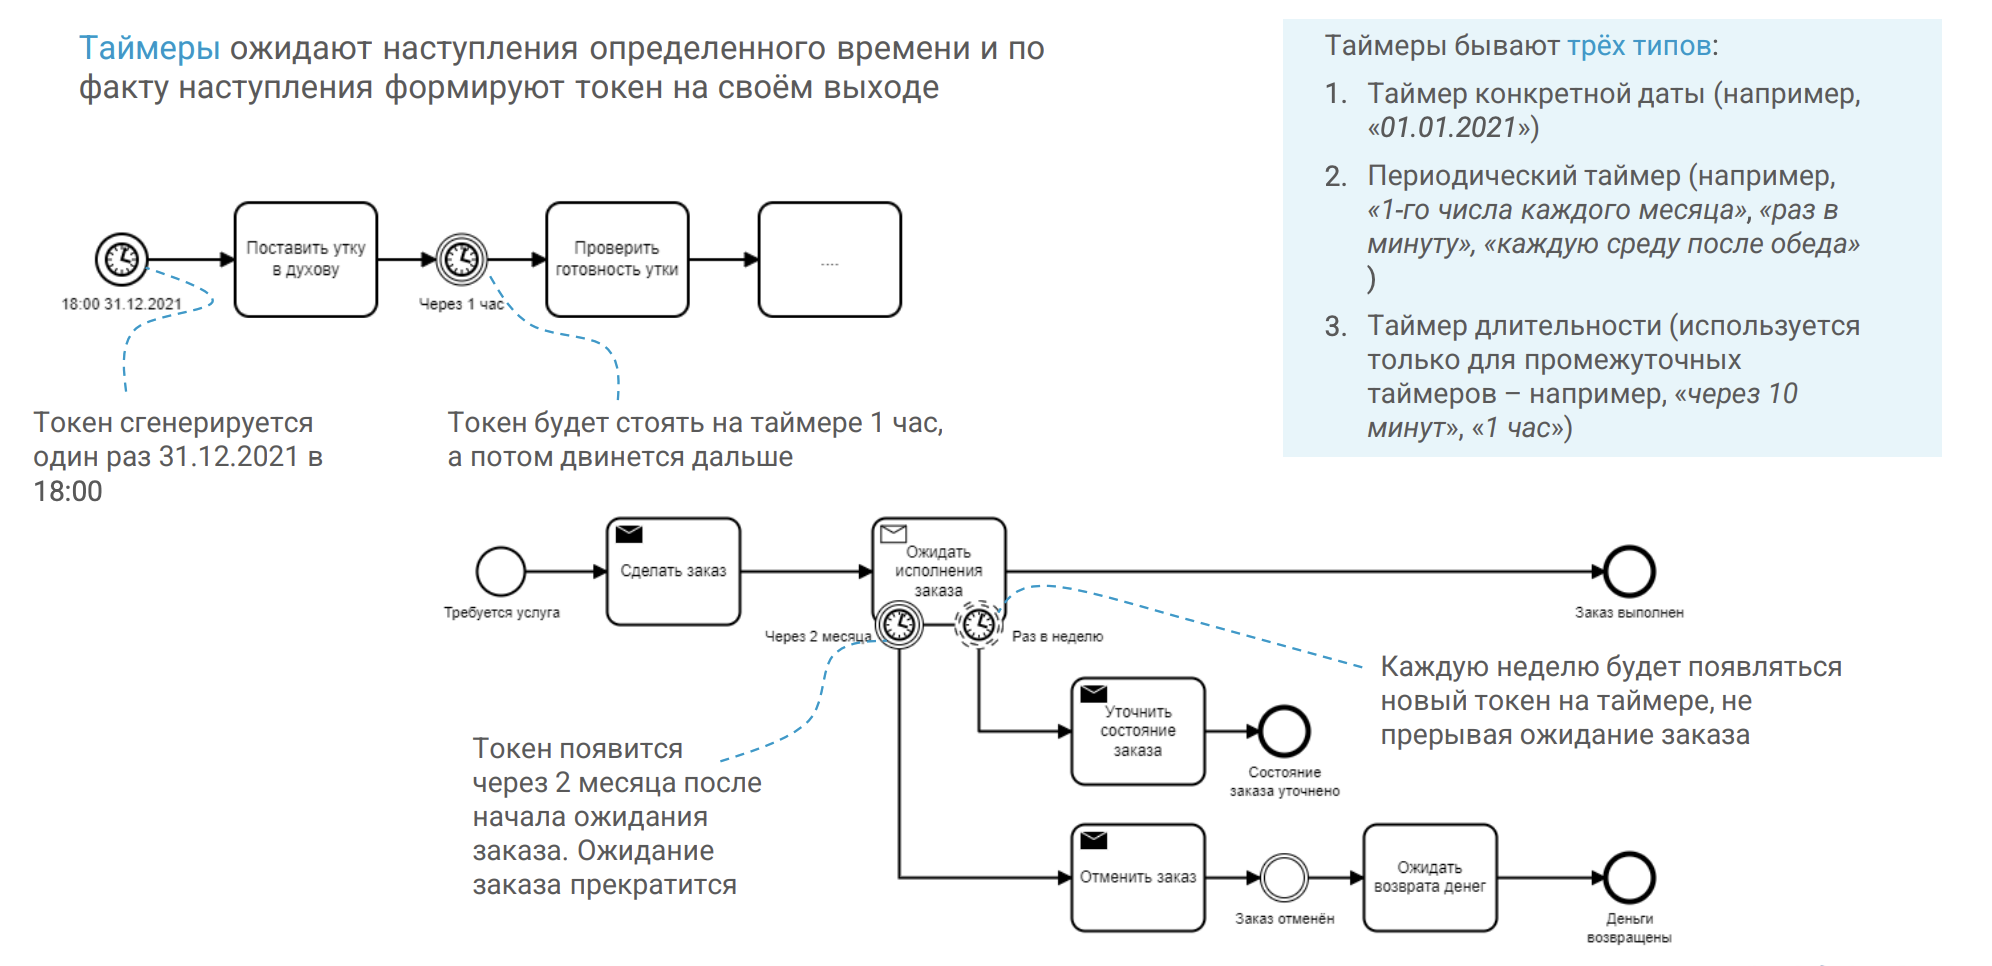 Таймеры ожидают наступления определенного времени и по
факту наступления формируют токен на своём выходе
Таймеры бывают трёх типов:
1. Таймер конкретной даты (например,
«01.01.2021»)
2. Периодический таймер (например,
«1-го числа каждого месяца», «раз в
минуту», «каждую среду после обеда»
)
3. Таймер длительности (используется
только для промежуточных
таймеров – например, «через 10
минут», «1 час»)
18:00 31.12.2021
Поставить утку
в духову
Через 1 час
Проверить
готовность утки
....
Токен сгенерируется
один раз 31.12.2021 в
18:00
Токен будет стоять на таймере 1 час,
а потом двинется дальше
Требуется услуга
Сделать заказ
Ожидать
исполнения
заказа
Заказ выполнен
Через 2 месяца
Раз в неделю
Каждую неделю будет появляться
новый токен на таймере, не
прерывая ожидание заказа
Уточнить
состояние
заказа
Состояние
заказа уточнено
Токен появится
через 2 месяца после
начала ожидания
заказа. Ожидание
заказа прекратится
Отменить заказ
Заказ отменён
Ожидать
возврата денег
Деньги
возвращены